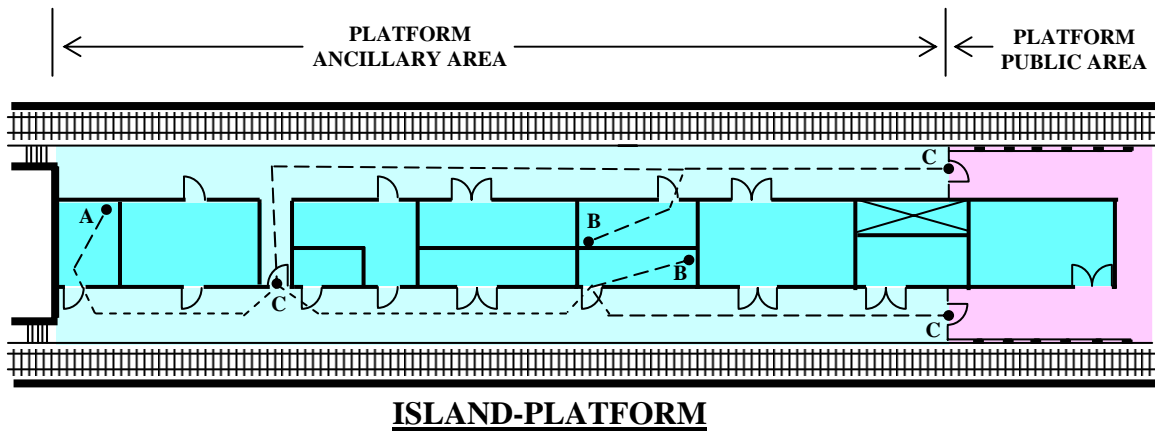 PLATFORM
ANCILLARY AREA
PLATFORM
PUBLIC AREA
C
A
B
B
C
C
ISLAND-PLATFORM